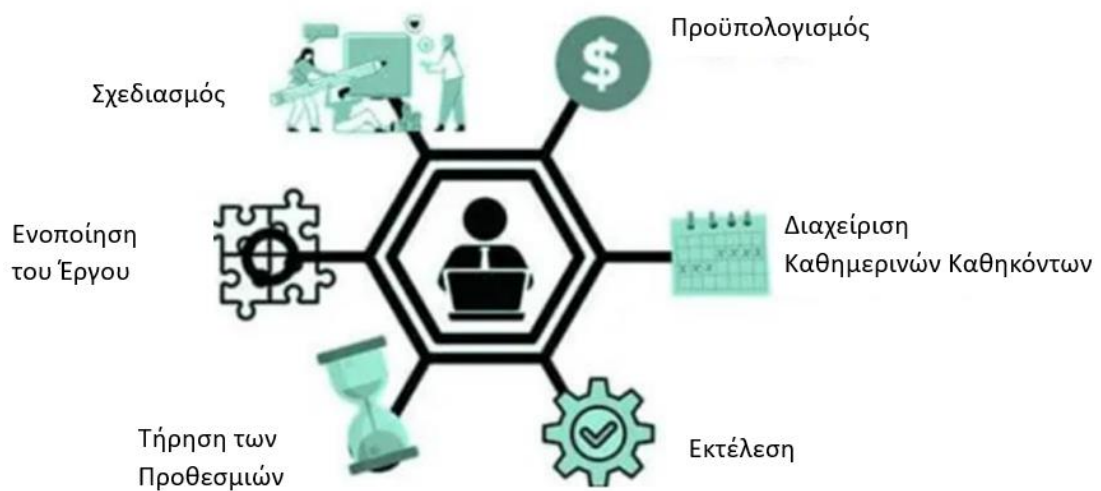 Προϋπολογισμός
Σχεδιασμός
$
Ενοποίηση
του Έργου
Διαχείριση
Καθημερινών Καθηκόντων
Τήρηση των
Προθεσμιών
Εκτέλεση